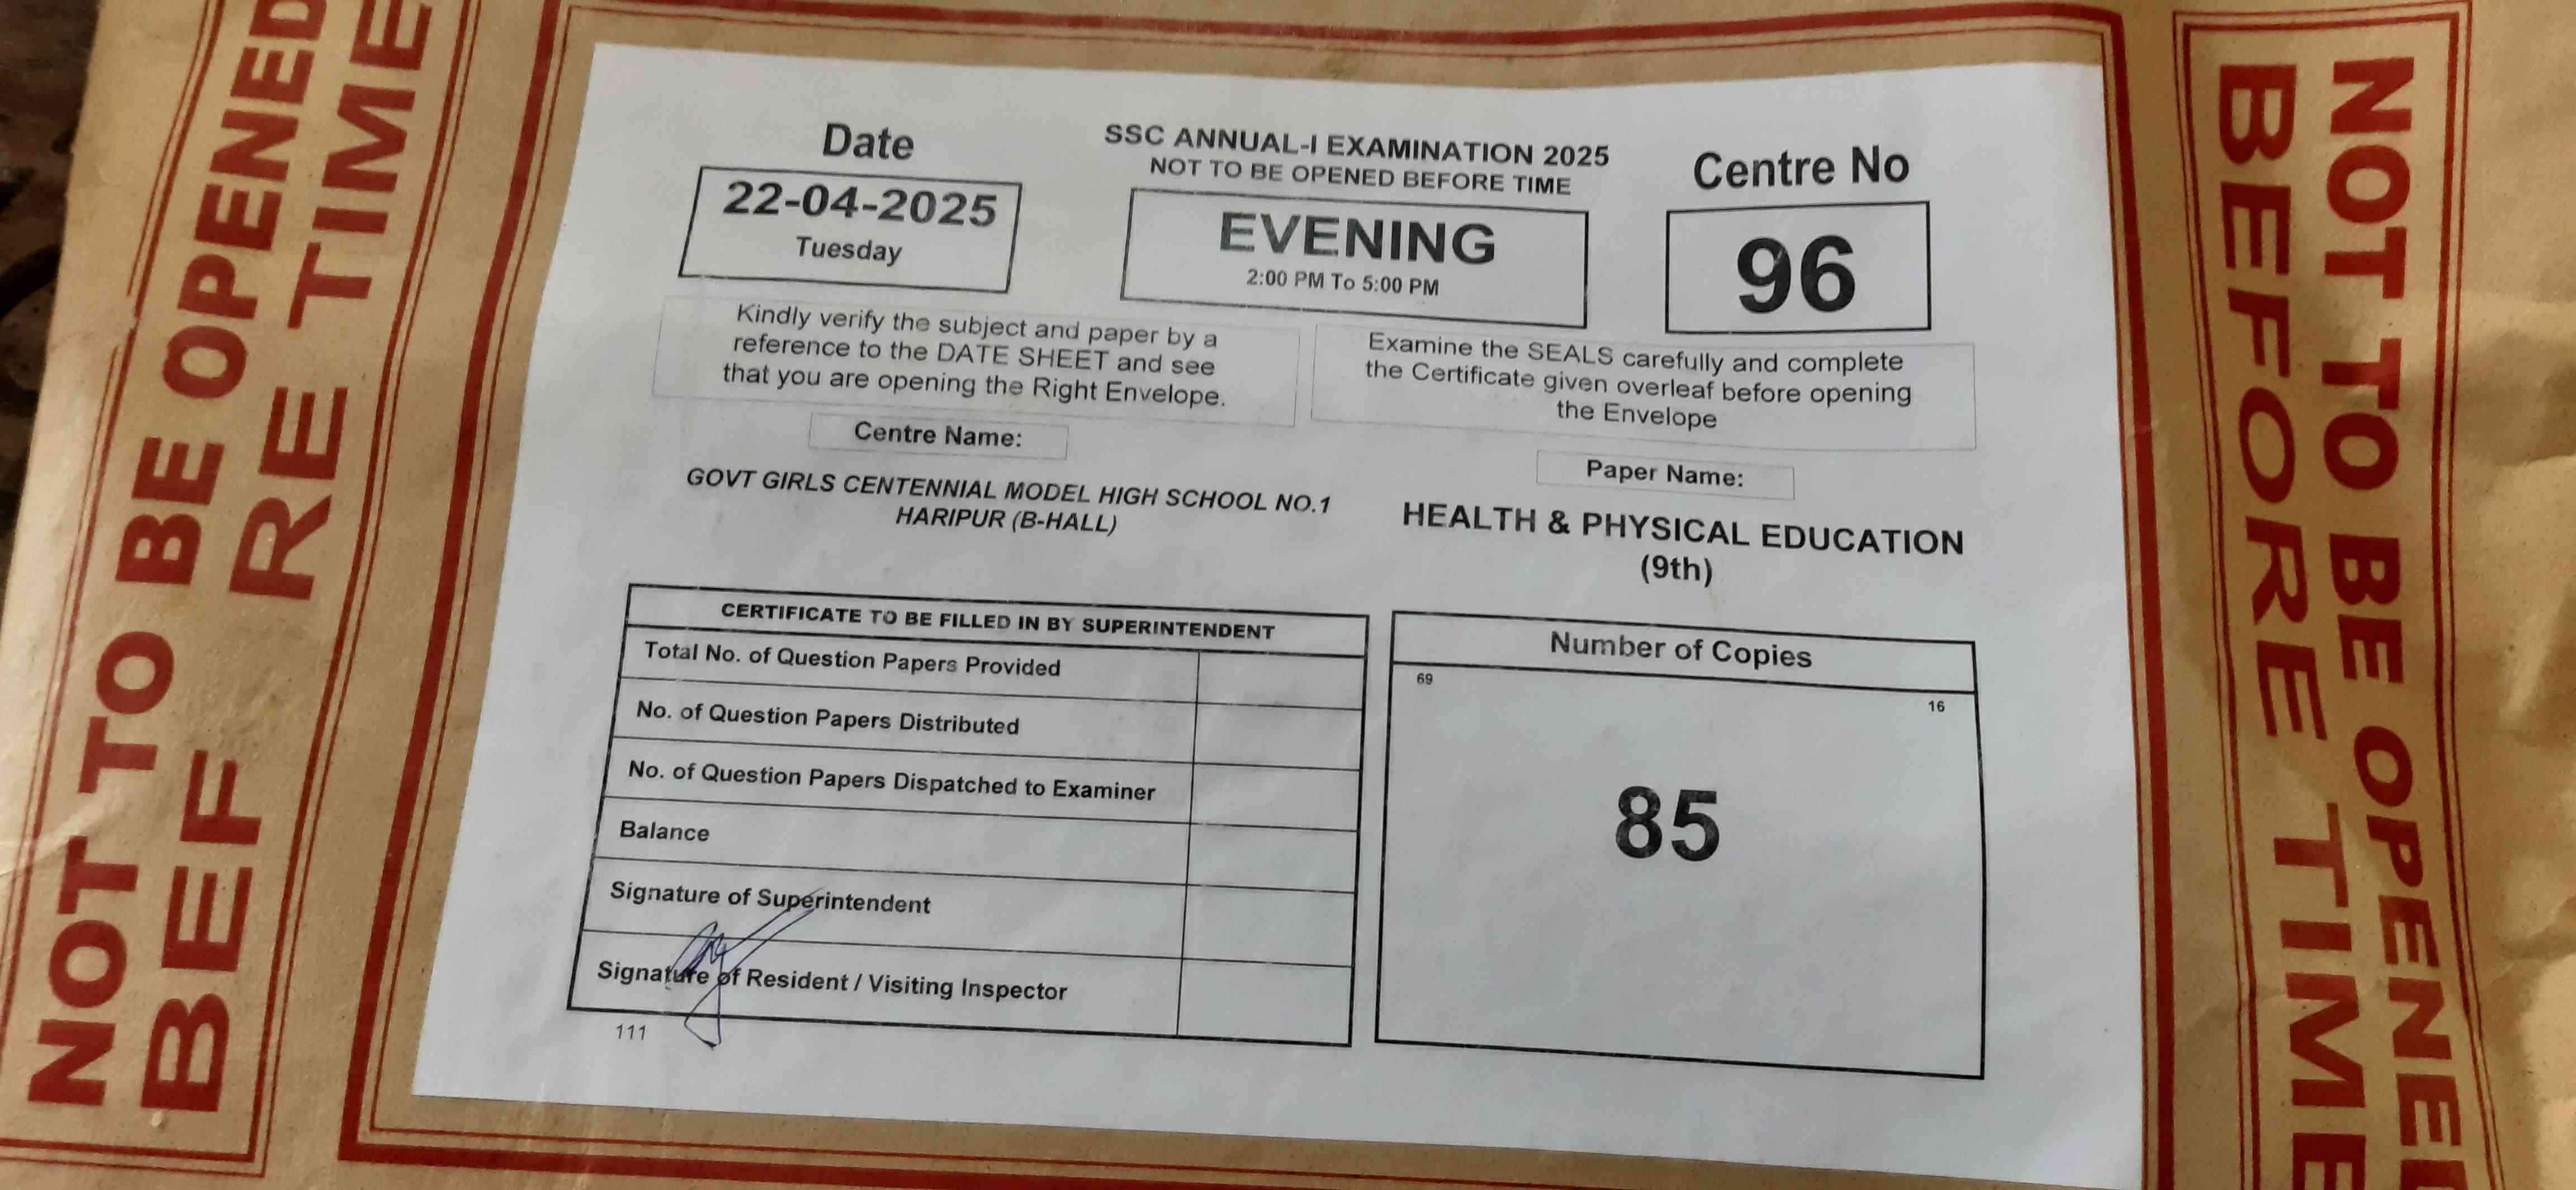 NOT TO BE OPENED
BEF RE TIME
Date
22-04-2025
Tuesday
SSC ANNUAL-I EXAMINATION 2025
NOT TO BE OPENED BEFORE TIME
EVENING
2:00 PM To 5:00 PM
Centre No
96
Kindly verify the subject and paper by a
reference to the DATE SHEET and see
that you are opening the Right Envelope.
Examine the SEALS carefully and complete
the Certificate given overleaf before opening
the Envelope
Centre Name:
GOVT GIRLS CENTENNIAL MODEL HIGH SCHOOL NO.1
HARIPUR (B-HALL)
Paper Name:
HEALTH & PHYSICAL EDUCATION
(9th)
CERTIFICATE TO BE FILLED IN BY SUPERINTENDENT
Total No. of Question Papers Provided
No. of Question Papers Distributed
No. of Question Papers Dispatched to Examiner
Balance
Signature of Superintendent
Signature of Resident / Visiting Inspector
111
Number of Copies
69
16
85
NOT TO BE OPENED
BEFORE TIME